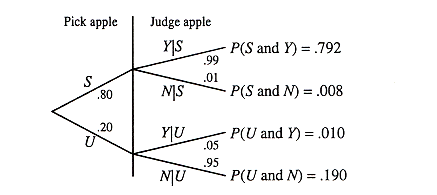 Pick apple Judge apple
Y|S P(S and Y) = .792
.99
S .01
.80 N|S P(S and N) = .008
.20 Y|U P(U and Y) = .010
U .05
.95
N|U P(U and N) = .190